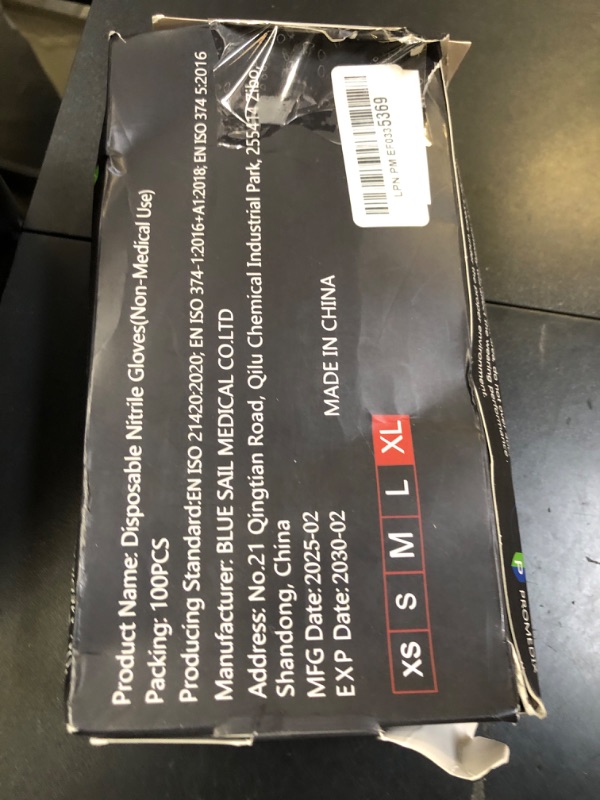 Product Name: Disposable Nitrile Gloves(Non-Medical Use)
Packing: 100PCS
Producing Standard:EN ISO 21420:2020; EN ISO 374-1:2016+A1:2018; EN ISO 374 5:2016
Manufacturer: BLUE SAIL MEDICAL CO.LTD
Address: No.21 Qingtian Road, Qilu Chemical Industrial Park, 255414 Zibo,
Shandong, China
MFG Date: 2025-02
EXP Date: 2030-02
MADE IN CHINA
XS S M L XL
LPN PM EF0335369
PROMEDIA